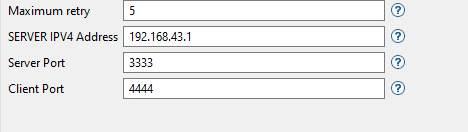 Maximum retry 5 ?
SERVER IPV4 Address 192.168.43.1 ?
Server Port 3333 ?
Client Port 4444 ?